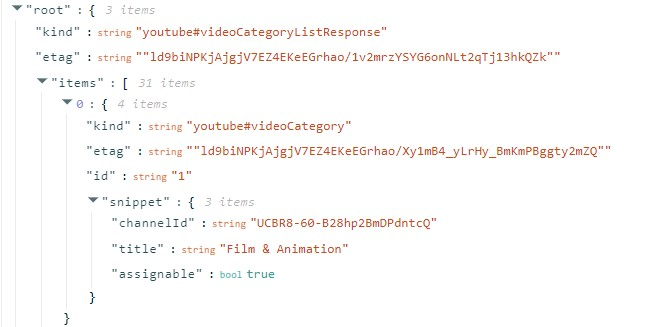 "root" : { 3 items
"kind" : string "youtube#videoCategoryListResponse"
"etag" : string ""ld9biNPKjAjgjV7EZ4EKeEGrhao/1v2mrzYSYG6onNLt2qTj13hkQZk""
"items" : [ 31 items
0 : { 4 items
"kind" : string "youtube#videoCategory"
"etag" : string ""ld9biNPKjAjgjV7EZ4EKeEGrhao/Xy1mB4_yLrHy_BmKmPBggty2mZQ""
"id" : string "1"
"snippet" : { 3 items
"channelId" : string "UCBR8-60-B28hp2BmDPdntcQ"
"title" : string "Film & Animation"
"assignable" : bool true
}
}